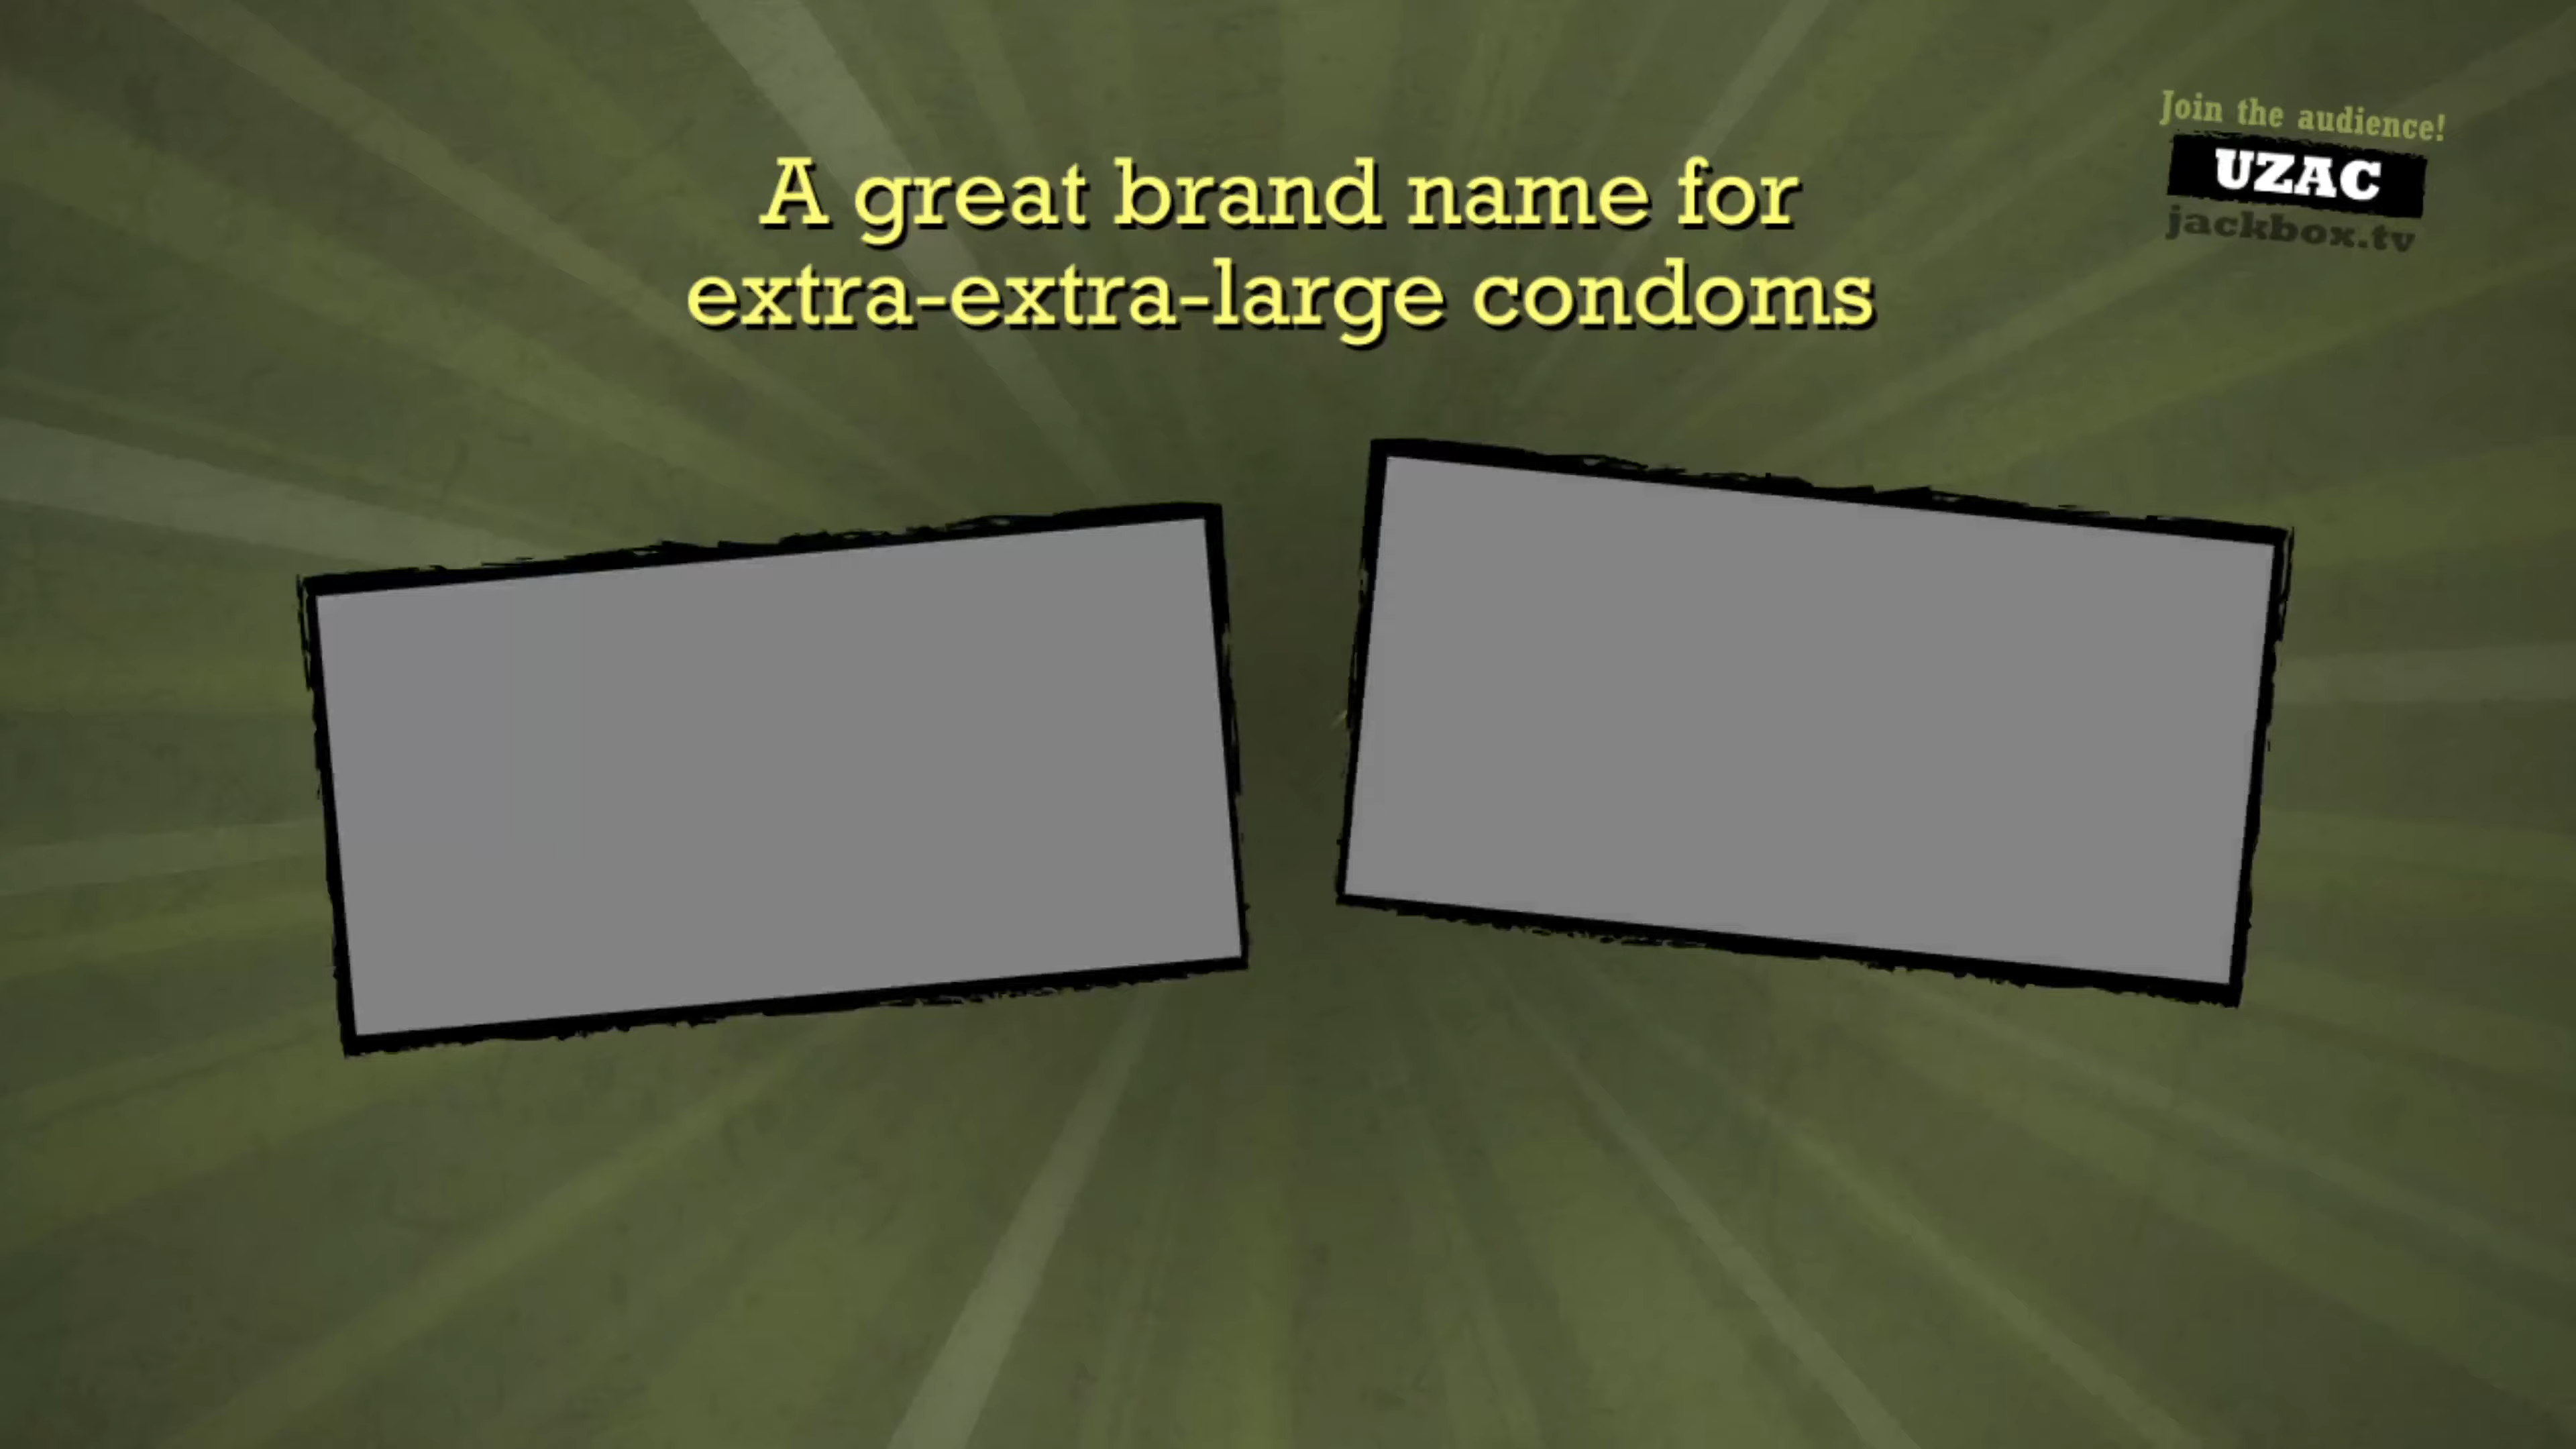 A great brand name for
extra-extra-large condoms
Join the audience!
UZAC
jackbox.tv